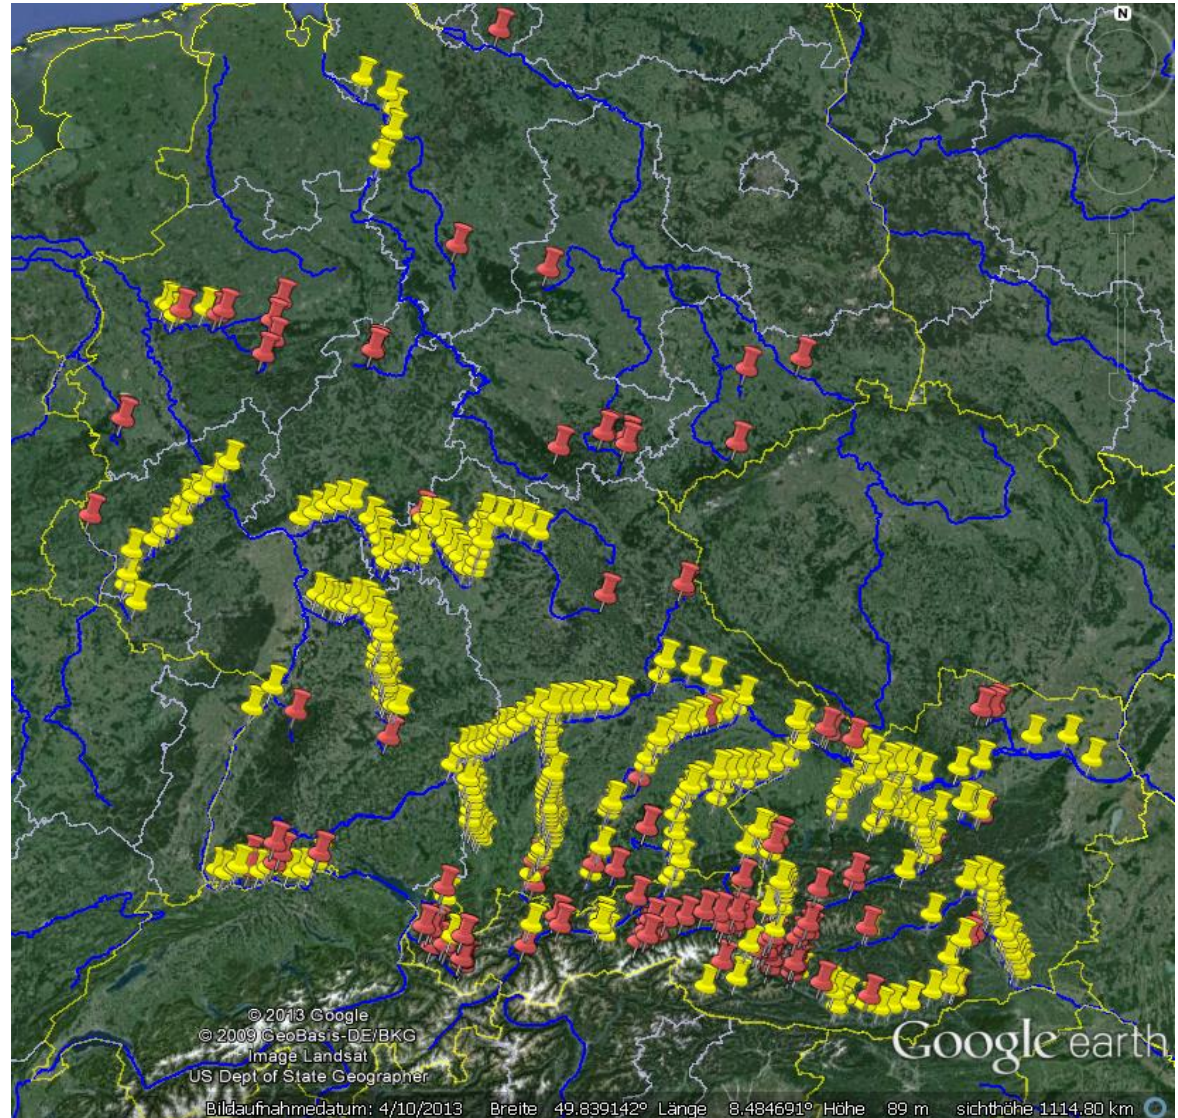 N
© 2013 Google
© 2009 GeoBasis-DE/BKG
Image Landsat
US Dept of State Geographer
Google earth
Bildaufnahmedatum: 4/10/2013 Breite 49.839142° Länge 8.484691° Höhe 89 m sichthöhe 1114.80 km